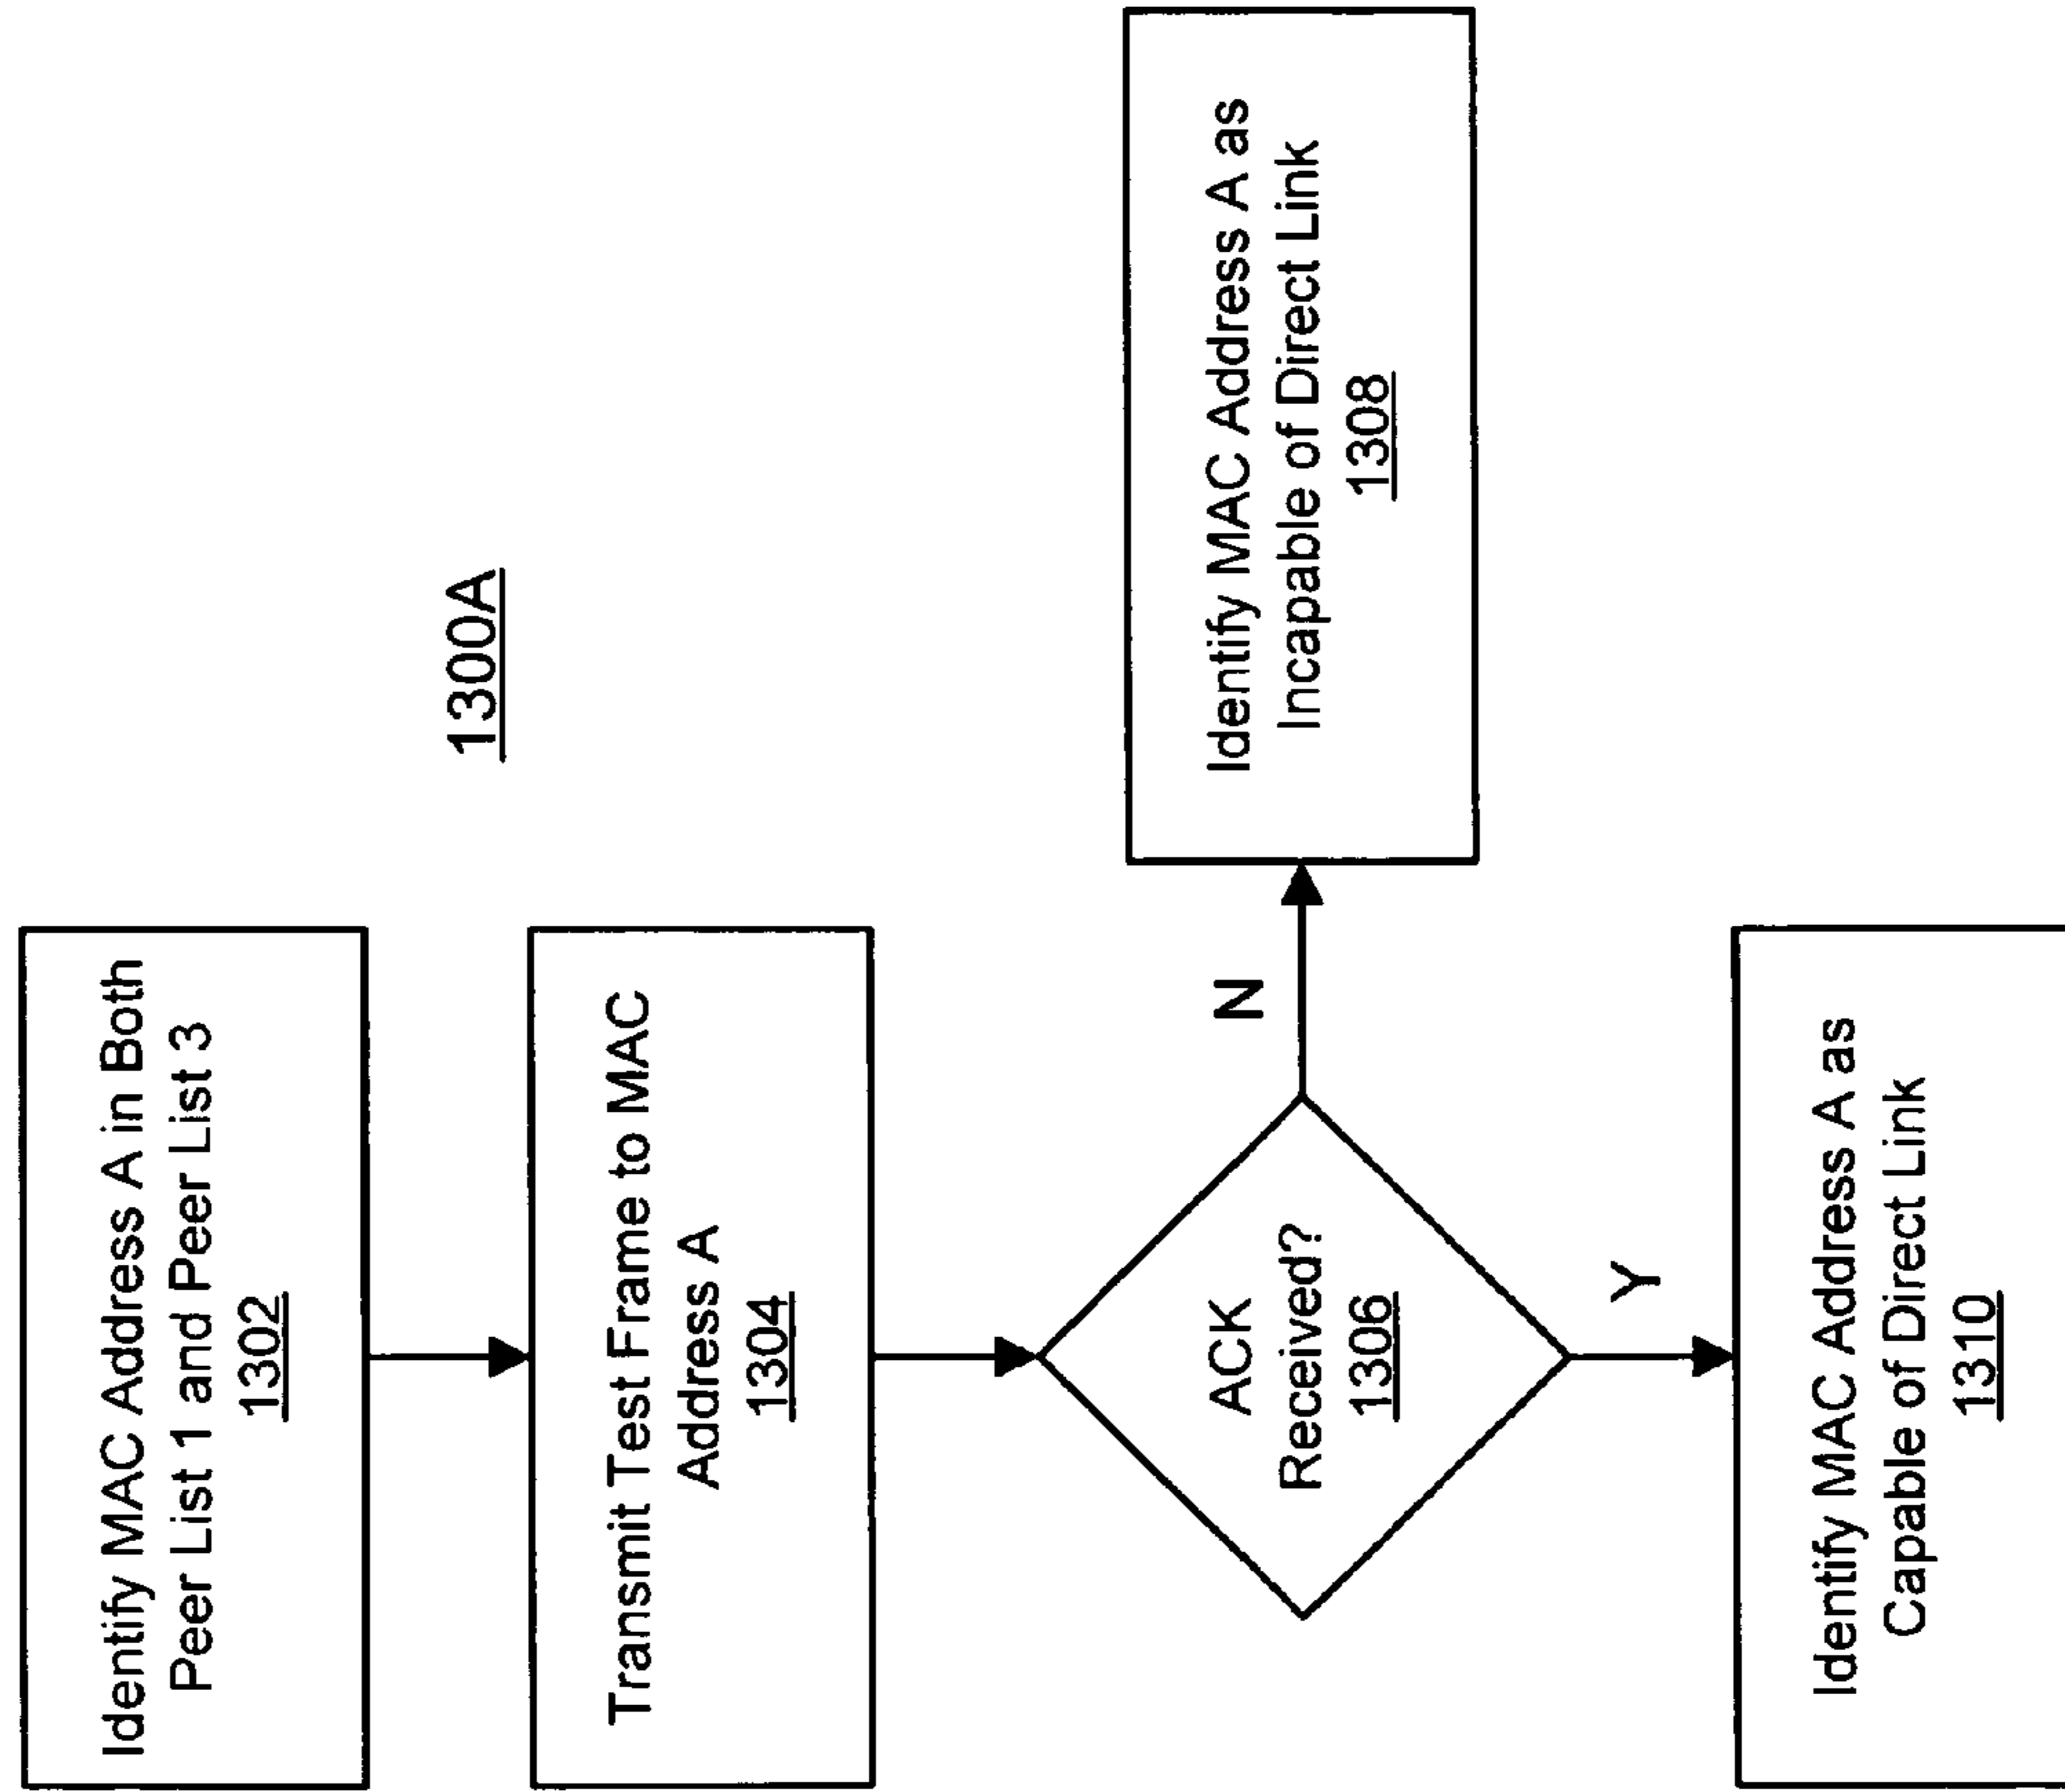 Identify MAC Address A in Both
Peer List 1 and Peer List 3
1302
1300A
Transmit Test Frame to MAC
Address A
1304
ACK
Received?
1306
N
Identify MAC Address A as
Incapable of Direct Link
1308
Y
Identify MAC Address A as
Capable of Direct Link
1310